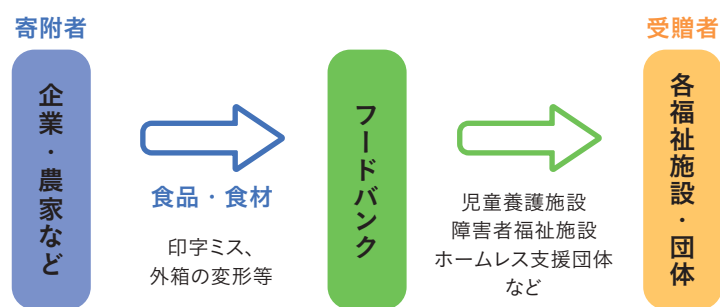 寄附者
企業・農家など
食品・食材
印字ミス、
外箱の変形等
フードバンク
児童養護施設
障害者福祉施設
ホームレス支援団体
など
受贈者
各福祉施設・団体